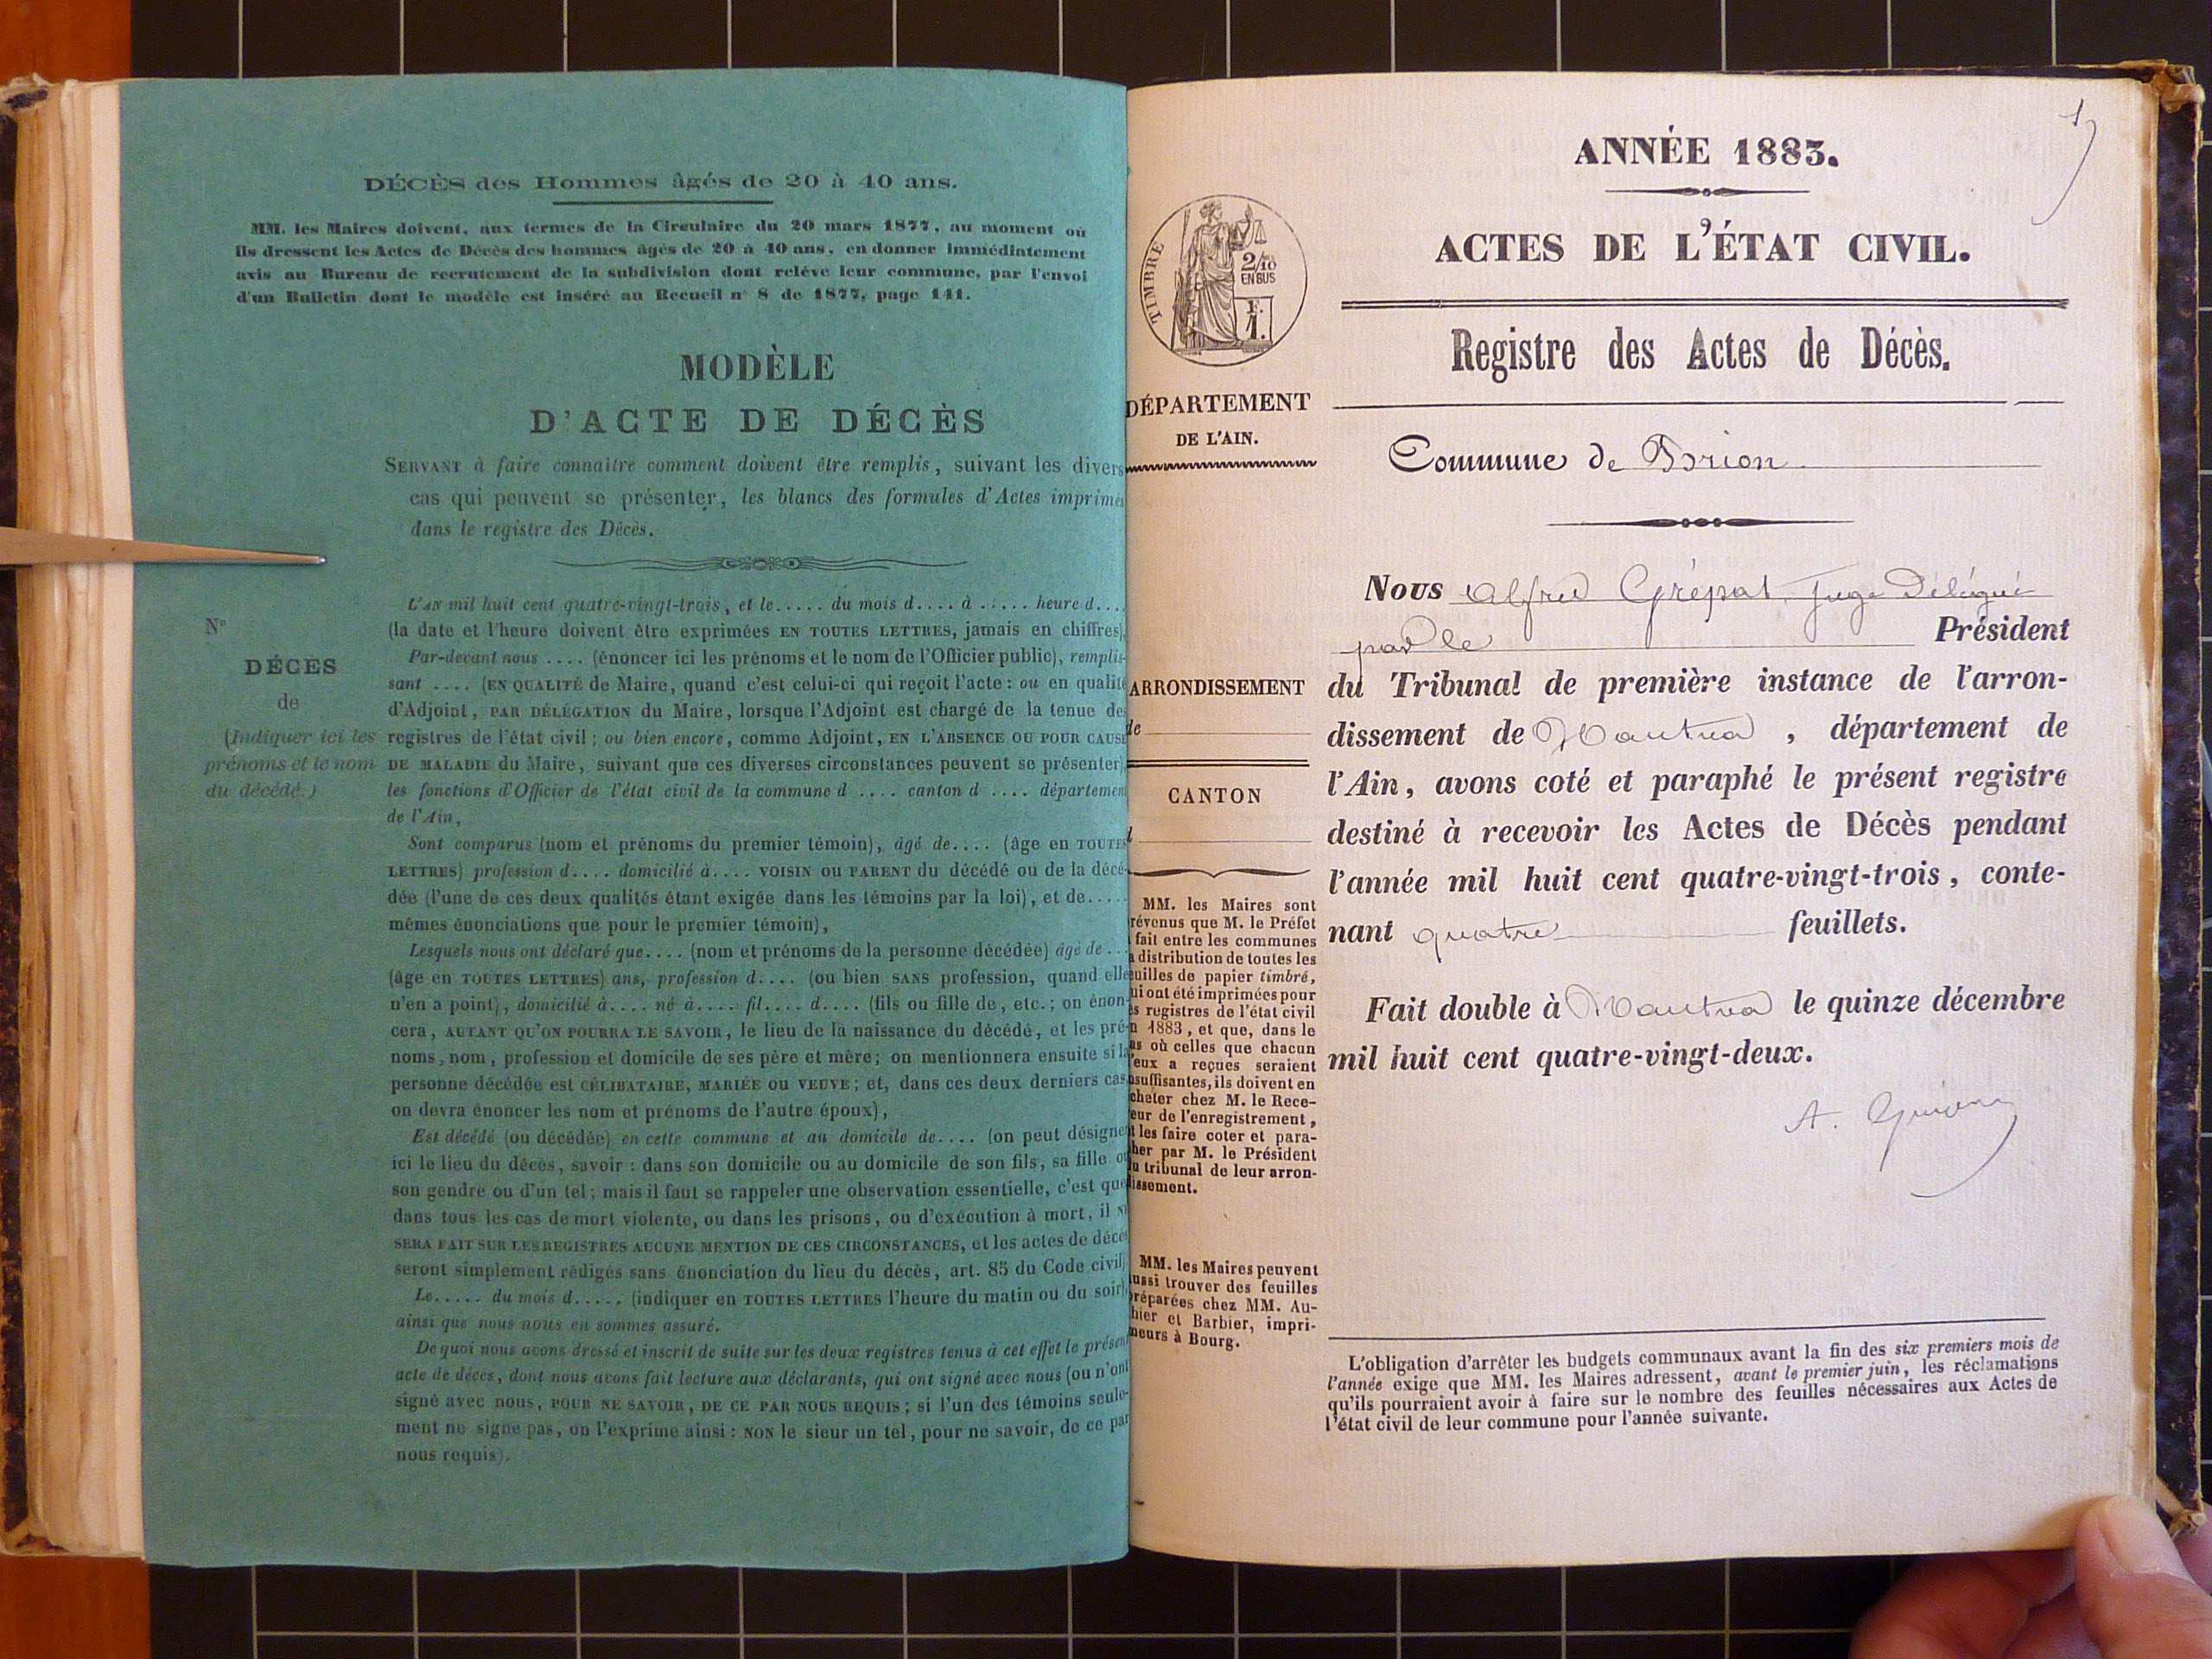 DÉCÈS des Hommes âgés de 20 à 40 ans.
MM. les Maires doivent, aux termes de la Circulaire du 20 mars 1877, au moment où
ils dressent les Actes de Décès des hommes âgés de 20 à 40 ans, en donner immédiatement
avis au Bureau de recrutement de la subdivision dont relève leur commune, par l'envoi
d'un Bulletin dont le modèle est inséré au Recueil n° 8 de 1877, page 141.
MODÈLE
D'ACTE DE DÉCÈS
SERVANT à faire connaître comment doivent être remplis, suivant les divers
cas qui peuvent se présenter, les blancs des formules d'Actes imprimés
dans le registre des Décès.
N°
DÉCÈS
de
(Indiquer ici les
prénoms et le nom
du décédé.)
L'AN mil huit cent quatre-vingt-trois, et le..... du mois d.... à ..... heure d....
(la date et l'heure doivent être exprimées EN TOUTES LETTRES, jamais en chiffres),
Par-devant nous .... (énoncer ici les prénoms et le nom de l'Officier public), remplis-
sant .... (EN QUALITÉ de Maire, quand c'est celui-ci qui reçoit l'acte : ou en qualité
d'Adjoint, PAR DÉLÉGATION du Maire, lorsque l'Adjoint est chargé de la tenue des
registres de l'état civil ; ou bien encore, comme Adjoint, EN L'ABSENCE OU POUR CAUSE
DE MALADIE du Maire, suivant que ces diverses circonstances peuvent se présenter),
les fonctions d'Officier de l'état civil de la commune d .... canton d .... département
de l'Ain,
Sont comparus (nom et prénoms du premier témoin), âgé de.... (âge en TOUTES
LETTRES) profession d.... domicilié à.... VOISIN OU PARENT du décédé ou de la décé-
dée (l'une de ces deux qualités étant exigée dans les témoins par la loi), et de.....
mêmes énonciations que pour le premier témoin),
Lesquels nous ont déclaré que.... (nom et prénoms de la personne décédée) âgé de ...
(âge en TOUTES LETTRES) ans, profession d.... (ou bien SANS profession, quand elle
n'en a point), domicilié à.... né à.... fil.... d.... (fils ou fille de, etc.; on énon-
cera, AUTANT QU'ON POURRA LE SAVOIR, le lieu de la naissance du décédé, et les pré-
noms, nom, profession et domicile de ses père et mère; on mentionnera ensuite si la
personne décédée est CÉLIBATAIRE, MARIÉE OU VEUVE; et, dans ces deux derniers cas,
on devra énoncer les nom et prénoms de l'autre époux),
Est décédé (ou décédée) en cette commune et au domicile de.... (on peut désigner
ici le lieu du décès, savoir : dans son domicile ou au domicile de son fils, sa fille ou
son gendre ou d'un tel; mais il faut se rappeler une observation essentielle, c'est que
dans tous les cas de mort violente, ou dans les prisons, ou d'exécution à mort, il NE
SERA FAIT SUR LES REGISTRES AUCUNE MENTION DE CES CIRCONSTANCES, et les actes de décès
seront simplement rédigés sans énonciation du lieu du décès, art. 85 du Code civil)
Le..... du mois d..... (indiquer en TOUTES LETTRES l'heure du matin ou du soir),
ainsi que nous nous en sommes assuré.
De quoi nous avons dressé et inscrit de suite sur les deux registres tenus à cet effet le présent
acte de décès, dont nous avons fait lecture aux déclarants, qui ont signé avec nous (ou n'ont
signé avec nous, POUR NE SAVOIR, DE CE PAR NOUS REQUIS; si l'un des témoins seule-
ment ne signe pas, on l'exprime ainsi : NON le sieur un tel, pour ne savoir, de ce par
nous requis).
1
ANNÉE 1883.
ACTES DE L'ÉTAT CIVIL.
Registre des Actes de Décès.
TIMBRE
2/10
EN SUS
F.
1.
DÉPARTEMENT
DE L'AIN.
ARRONDISSEMENT
de
CANTON
MM. les Maires sont
révenus que M. le Préfet
fait entre les communes
a distribution de toutes les
euilles de papier timbré,
ui ont été imprimées pour
es registres de l'état civil
n 1883, et que, dans le
as où celles que chacun
'eux a reçues seraient
nsuffisantes, ils doivent en
cheter chez M. le Rece-
eur de l'enregistrement,
t les faire coter et para-
her par M. le Président
u tribunal de leur arron-
issement.
MM. les Maires peuvent
ussi trouver des feuilles
réparées chez MM. Au-
hier et Barbier, impri-
meurs à Bourg.
Commune de Brion
Nous Alfred Grépat, Juge Délégué
par le Président
du Tribunal de première instance de l'arron-
dissement de Nantua, département de
l'Ain, avons coté et paraphé le présent registre
destiné à recevoir les Actes de Décès pendant
l'année mil huit cent quatre-vingt-trois, conte-
nant quatre feuillets.
Fait double à Nantua le quinze décembre
mil huit cent quatre-vingt-deux.
A.
L'obligation d'arrêter les budgets communaux avant la fin des six premiers mois de
l'année exige que MM. les Maires adressent, avant le premier juin, les réclamations
qu'ils pourraient avoir à faire sur le nombre des feuilles nécessaires aux Actes de
l'état civil de leur commune pour l'année suivante.